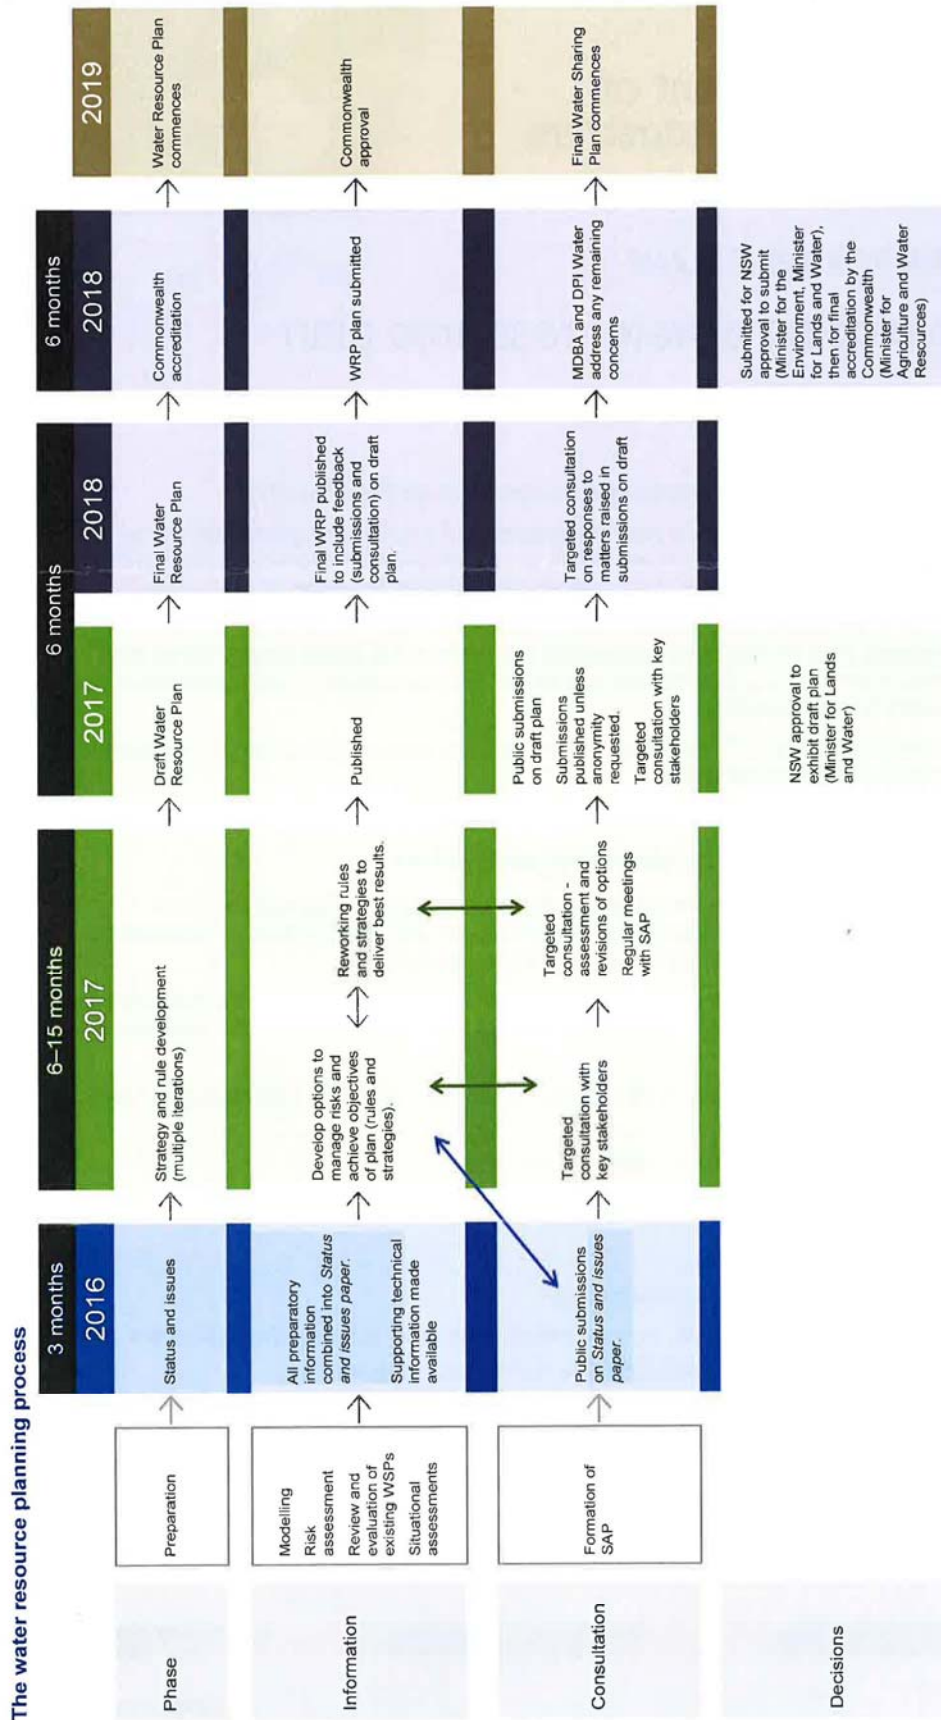 The water resource planning process
3 months
6–15 months
6 months
6 months
2016
2017
2017
2018
2018
2019
Phase
Preparation
Status and issues
Strategy and rule development
(multiple iterations)
Draft Water
Resource Plan
Final Water
Resource Plan
Commonwealth
accreditation
Water Resource Plan
commences
Information
Modelling
Risk
assessment
Review and
evaluation of
existing WSPs
Situational
assessments
All preparatory
information
combined into Status
and issues paper.
Supporting technical
information made
available
Develop options to
manage risks and
achieve objectives
of plan (rules and
strategies).
Reworking rules
and strategies to
deliver best results.
Published
Final WRP published
to include feedback
(submissions and
consultation) on draft
plan.
WRP plan submitted
Commonwealth
approval
Consultation
Formation of
SAP
Public submissions
on Status and issues
paper.
Targeted
consultation with
key stakeholders
Targeted
consultation -
assessment and
revisions of options
Regular meetings
with SAP
Public submissions
on draft plan
Submissions
published unless
anonymity
requested.
Targeted
consultation with key
stakeholders
Targeted consultation
on responses to
matters raised in
submissions on draft
MDBA and DPI Water
address any remaining
concerns
Final Water Sharing
Plan commences
Decisions
NSW approval to
exhibit draft plan
(Minister for Lands
and Water)
Submitted for NSW
approval to submit
(Minister for the
Environment, Minister
for Lands and Water),
then for final
accreditation by the
Commonwealth
(Minister for
Agriculture and Water
Resources)